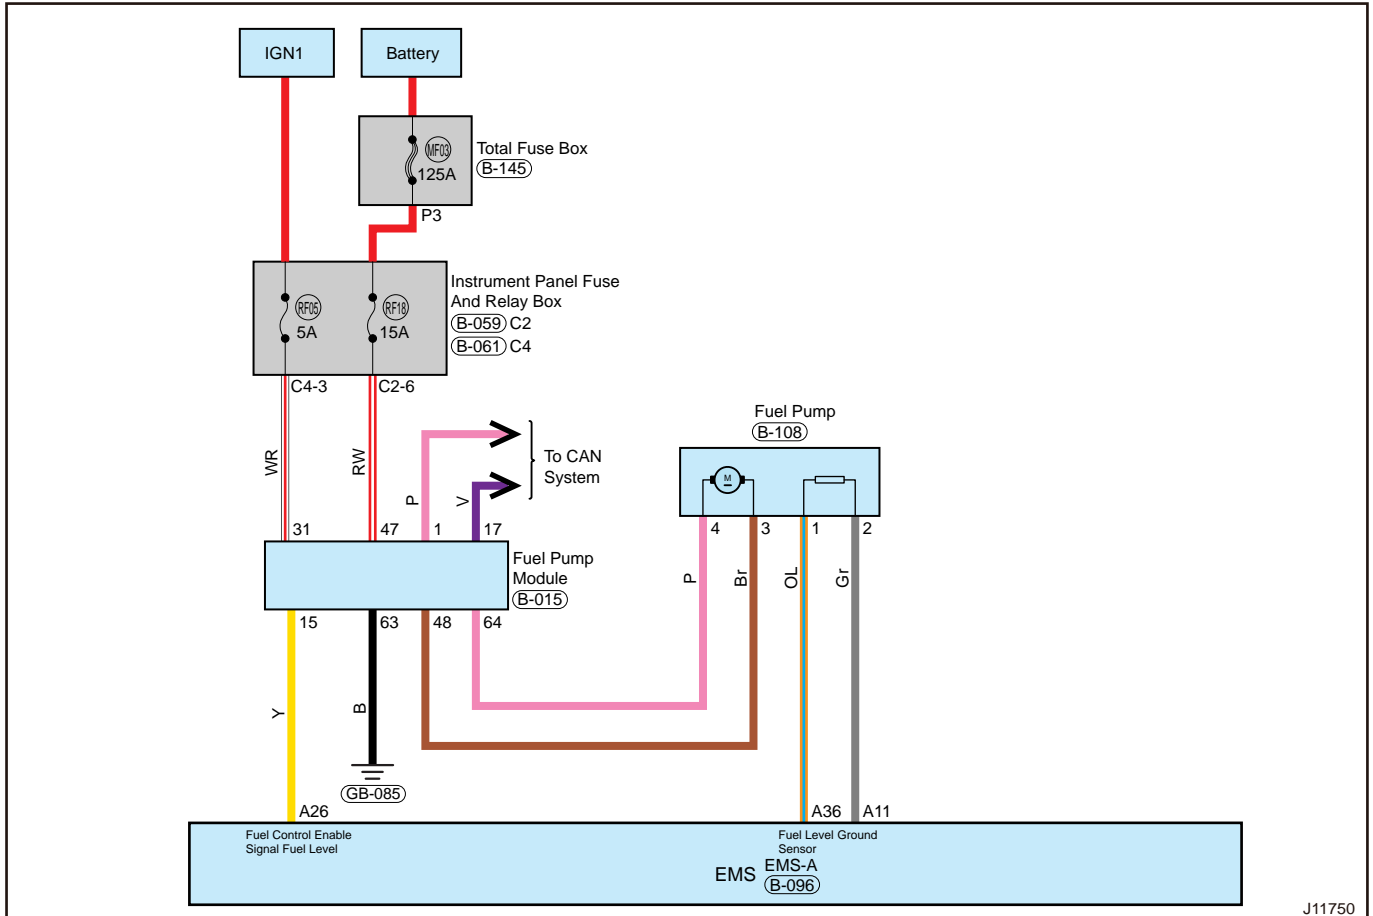 IGN1
Battery
MF03
125A
Total Fuse Box
B-145
P3
RF05
5A
RF18
15A
Instrument Panel Fuse
And Relay Box
B-059 C2
B-061 C4
C4-3
C2-6
WR
RW
P
V
To CAN
System
31
47
1
17
Fuel Pump
Module
B-015
15
63
48
64
Fuel Pump
B-108
M
4
3
1
2
P
Br
OL
Gr
Y
B
GB-085
A26
A36
A11
Fuel Control Enable
Signal Fuel Level
Fuel Level Ground
Sensor
EMS
EMS-A
B-096
J11750